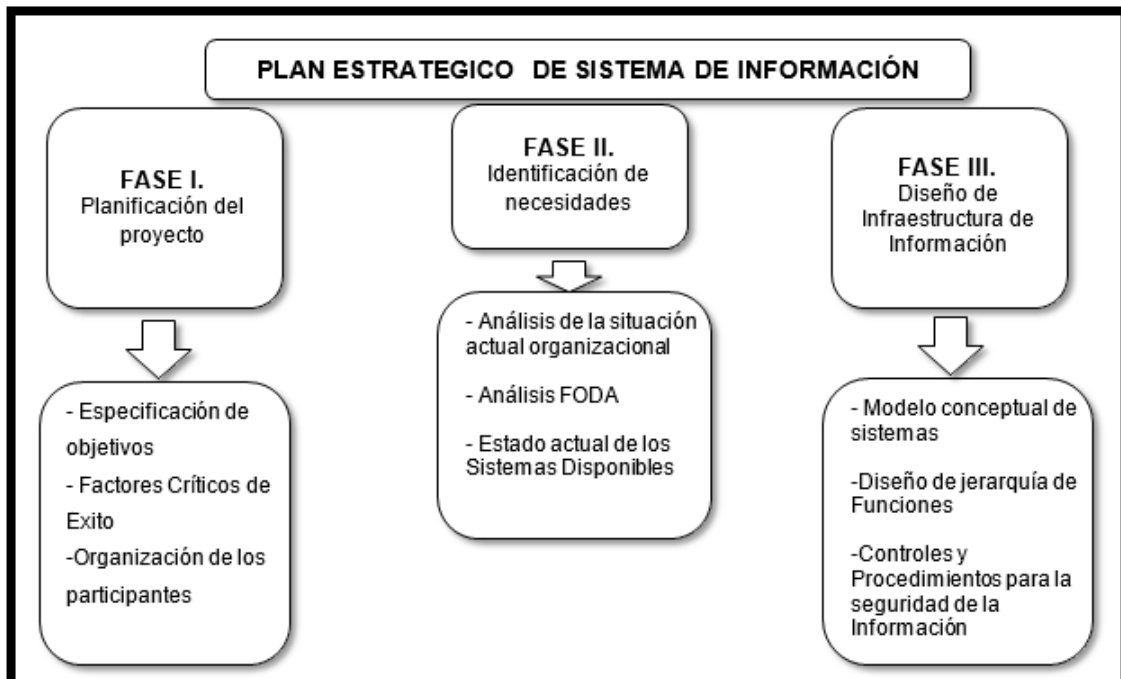 PLAN ESTRATEGICO DE SISTEMA DE INFORMACIÓN
FASE I.
Planificación del
proyecto
- Especificación de
objetivos
- Factores Críticos de
Exito
-Organización de los
participantes
FASE II.
Identificación de
necesidades
- Análisis de la situación
actual organizacional
- Análisis FODA
- Estado actual de los
Sistemas Disponibles
FASE III.
Diseño de
Infraestructura de
Información
- Modelo conceptual de
sistemas
-Diseño de jerarquía de
Funciones
-Controles y
Procedimientos para la
seguridad de la
Información